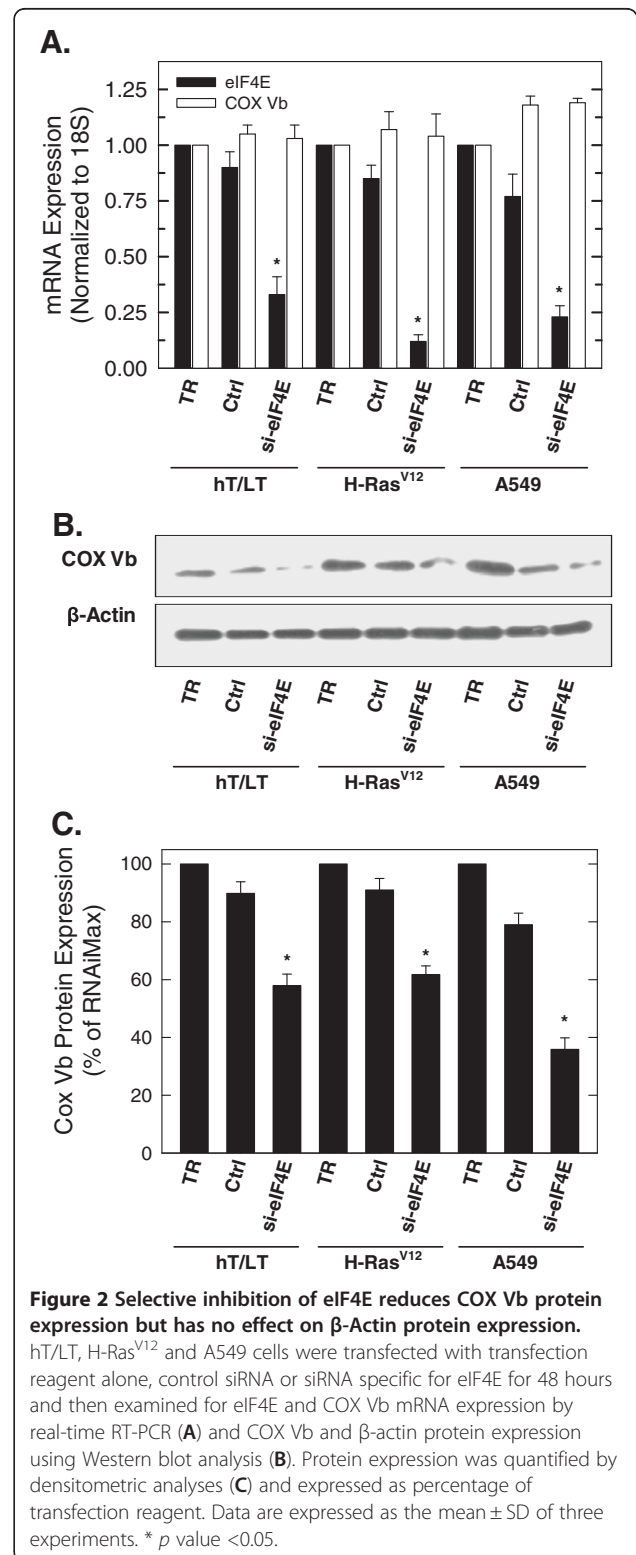 A.
eIF4E
COX Vb
mRNA Expression
(Normalized to 18S)
1.25
1.00
0.75
0.50
0.25
0.00
*
*
*
TR
Ctrl
si-eIF4E
TR
Ctrl
si-eIF4E
TR
Ctrl
si-eIF4E
hT/LT
H-RasV12
A549
B.
COX Vb
β-Actin
TR
Ctrl
si-eIF4E
TR
Ctrl
si-eIF4E
TR
Ctrl
si-eIF4E
hT/LT
H-RasV12
A549
C.
Cox Vb Protein Expression
(% of RNAiMax)
100
80
60
40
20
0
*
*
*
TR
Ctrl
si-eIF4E
TR
Ctrl
si-eIF4E
TR
Ctrl
si-eIF4E
hT/LT
H-RasV12
A549
Figure 2 Selective inhibition of eIF4E reduces COX Vb protein
expression but has no effect on β-Actin protein expression.
hT/LT, H-RasV12 and A549 cells were transfected with transfection
reagent alone, control siRNA or siRNA specific for eIF4E for 48 hours
and then examined for eIF4E and COX Vb mRNA expression by
real-time RT-PCR (A) and COX Vb and β-actin protein expression
using Western blot analysis (B). Protein expression was quantified by
densitometric analyses (C) and expressed as percentage of
transfection reagent. Data are expressed as the mean ± SD of three
experiments. * p value <0.05.